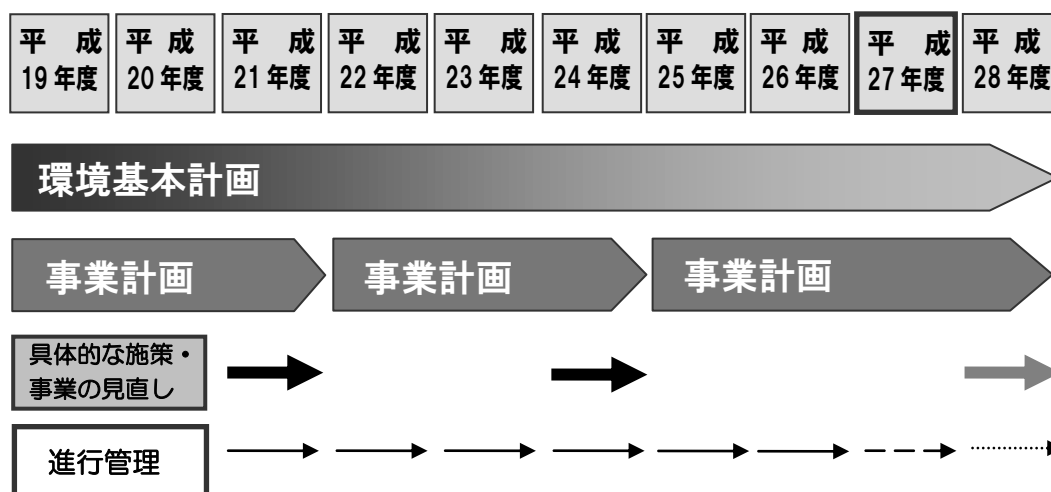 平成 平成 平成 平成 平成 平成 平成 平成 平成 平成
19年度 20年度 21年度 22年度 23年度 24年度 25年度 26年度 27年度 28年度
環境基本計画
事業計画 事業計画 事業計画
具体的な施策・
事業の見直し
進行管理